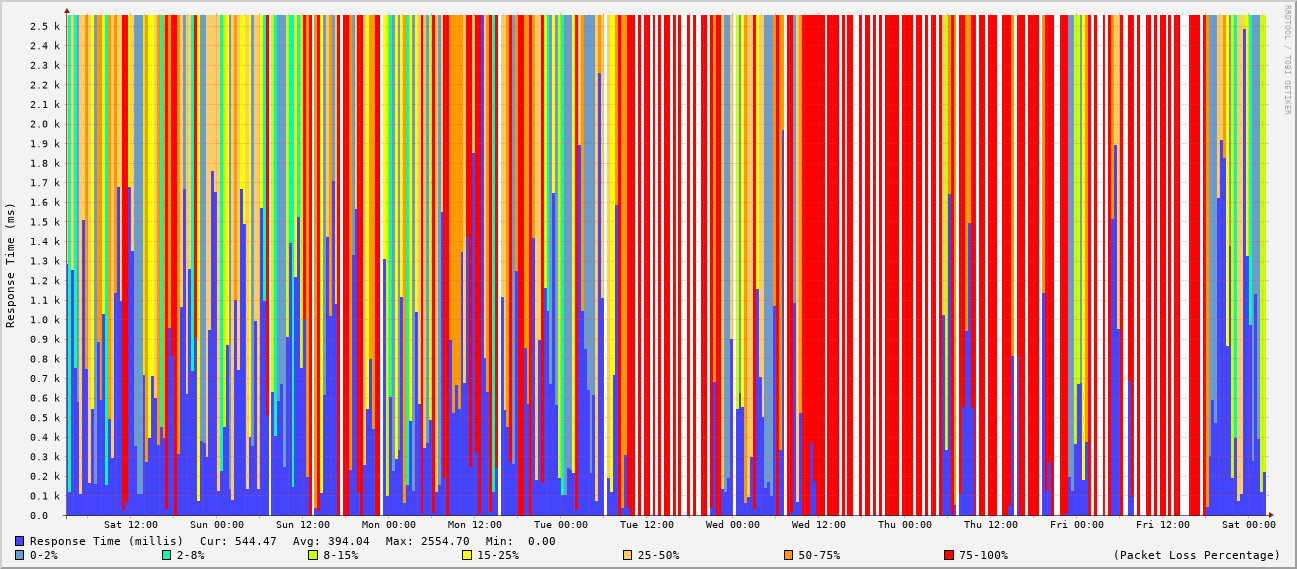 RRDTOOL / TOBI OETIKER
Response Time (ms)
2.5 k
2.4 k
2.3 k
2.2 k
2.1 k
2.0 k
1.9 k
1.8 k
1.7 k
1.6 k
1.5 k
1.4 k
1.3 k
1.2 k
1.1 k
1.0 k
0.9 k
0.8 k
0.7 k
0.6 k
0.5 k
0.4 k
0.3 k
0.2 k
0.1 k
0.0
Sat 12:00 Sun 00:00 Sun 12:00 Mon 00:00 Mon 12:00 Tue 00:00 Tue 12:00 Wed 00:00 Wed 12:00 Thu 00:00 Thu 12:00 Fri 00:00 Fri 12:00 Sat 00:00
Response Time (millis) Cur: 544.47 Avg: 394.04 Max: 2554.70 Min: 0.00
0-2% 2-8% 8-15% 15-25% 25-50% 50-75% 75-100% (Packet Loss Percentage)